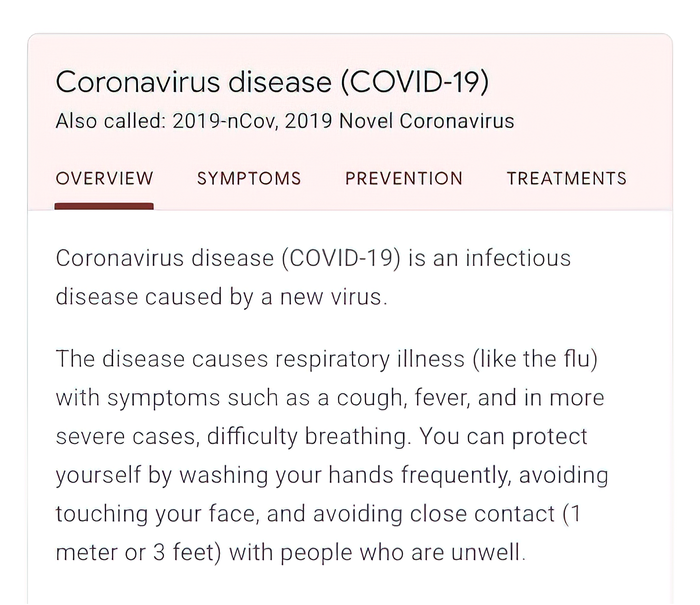 Coronavirus disease (COVID-19)
Also called: 2019-nCov, 2019 Novel Coronavirus
OVERVIEW SYMPTOMS PREVENTION TREATMENTS
Coronavirus disease (COVID-19) is an infectious
disease caused by a new virus.
The disease causes respiratory illness (like the flu)
with symptoms such as a cough, fever, and in more
severe cases, difficulty breathing. You can protect
yourself by washing your hands frequently, avoiding
touching your face, and avoiding close contact (1
meter or 3 feet) with people who are unwell.